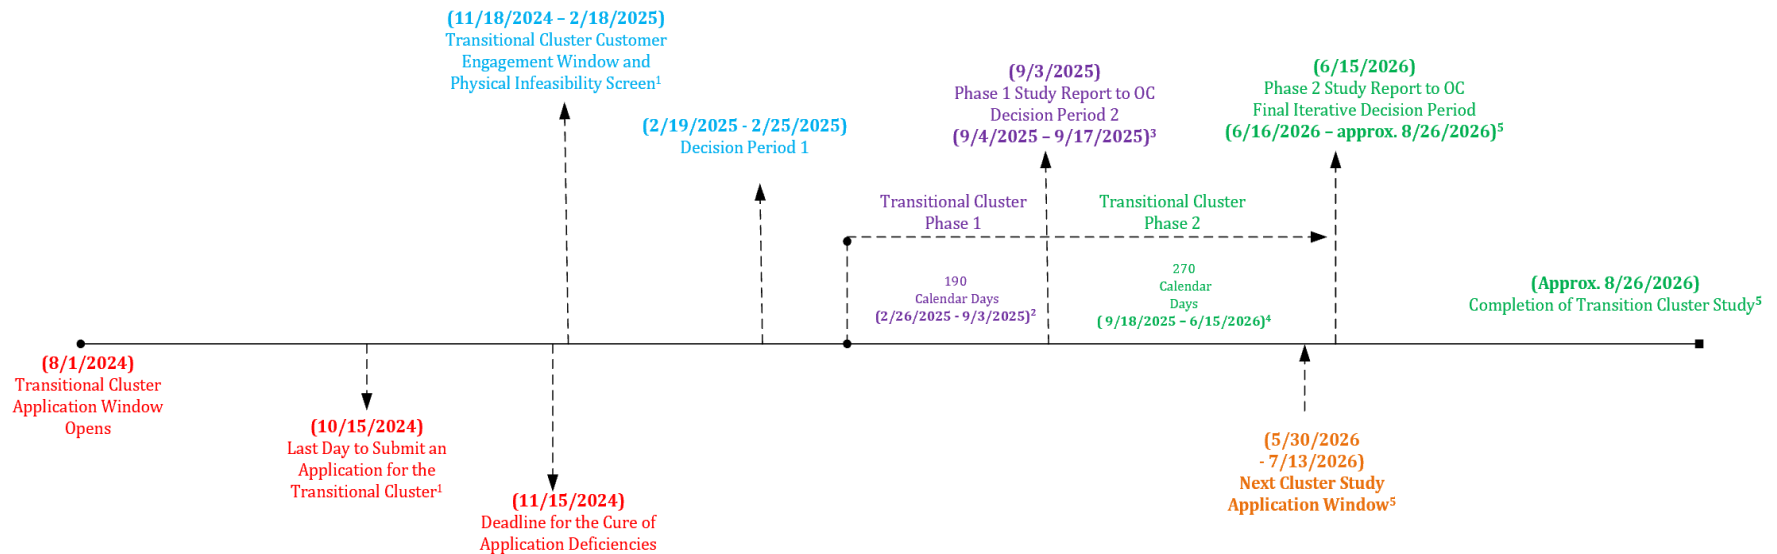 (11/18/2024 – 2/18/2025)
Transitional Cluster Customer
Engagement Window and
Physical Infeasibility Screen1
(2/19/2025 - 2/25/2025)
Decision Period 1
(9/3/2025)
Phase 1 Study Report to OC
Decision Period 2
(9/4/2025 – 9/17/2025)3
(6/15/2026)
Phase 2 Study Report to OC
Final Iterative Decision Period
(6/16/2026 – approx. 8/26/2026)5
Transitional Cluster
Phase 1
Transitional Cluster
Phase 2
190
Calendar Days
(2/26/2025 - 9/3/2025)2
270
Calendar
Days
( 9/18/2025 – 6/15/2026)4
(Approx. 8/26/2026)
Completion of Transition Cluster Study5
(8/1/2024)
Transitional Cluster
Application Window
Opens
(10/15/2024)
Last Day to Submit an
Application for the
Transitional Cluster1
(11/15/2024)
Deadline for the Cure of
Application Deficiencies
(5/30/2026
- 7/13/2026)
Next Cluster Study
Application Window5